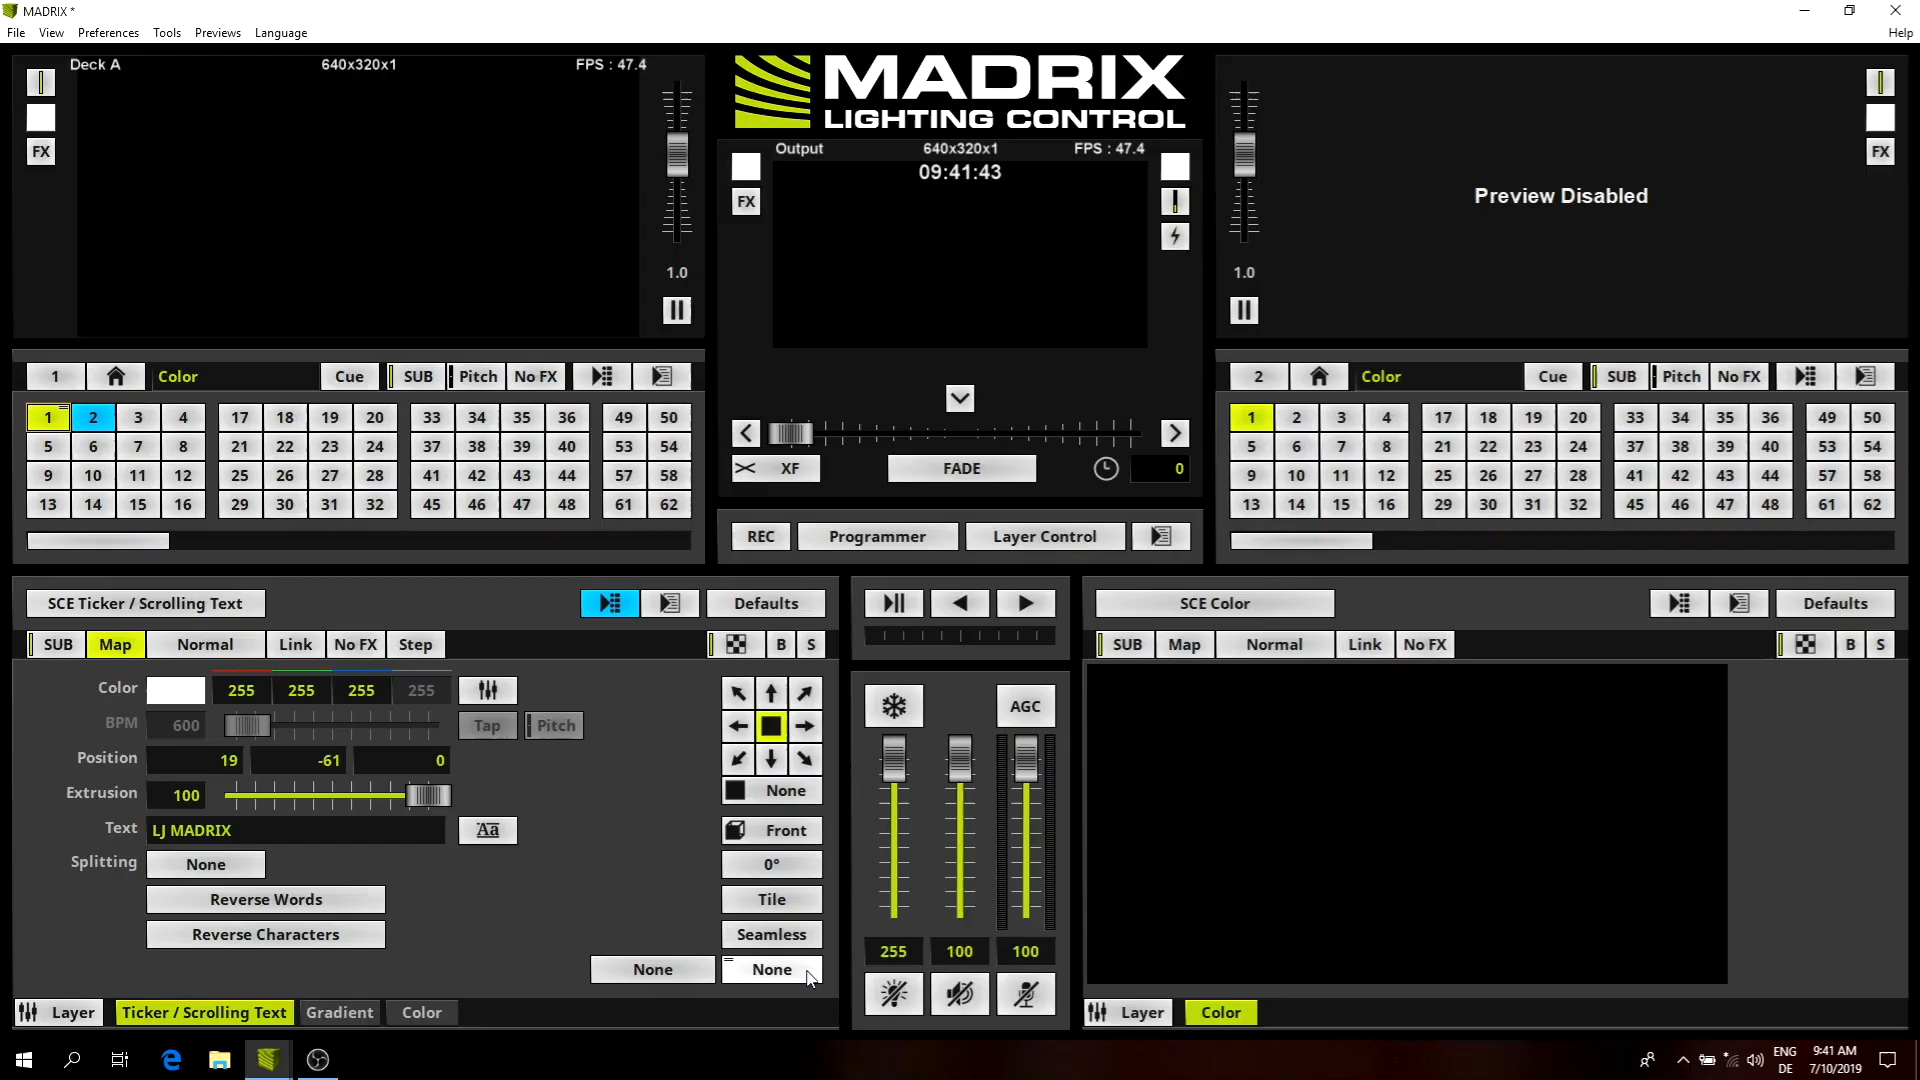 MADRIX *
File View Preferences Tools Previews Language Help
Deck A 640x320x1 FPS : 47.4
FX
1.0
MADRIX
LIGHTING CONTROL
Output 640x320x1 FPS : 47.4
09:41:43
FX
Preview Disabled
FX
1.0
1 Color Cue SUB Pitch No FX
1 2 3 4 17 18 19 20 33 34 35 36 49 50
5 6 7 8 21 22 23 24 37 38 39 40 53 54
9 10 11 12 25 26 27 28 41 42 43 44 57 58
13 14 15 16 29 30 31 32 45 46 47 48 61 62
XF FADE 0
REC Programmer Layer Control
2 Color Cue SUB Pitch No FX
1 2 3 4 17 18 19 20 33 34 35 36 49 50
5 6 7 8 21 22 23 24 37 38 39 40 53 54
9 10 11 12 25 26 27 28 41 42 43 44 57 58
13 14 15 16 29 30 31 32 45 46 47 48 61 62
SCE Ticker / Scrolling Text Defaults
SUB Map Normal Link No FX Step B S
Color 255 255 255 255
BPM 600 Tap Pitch
Position 19 -61 0
Extrusion 100 None
Text LJ MADRIX Aa Front
Splitting None 0°
Reverse Words Tile
Reverse Characters Seamless
None None
Layer Ticker / Scrolling Text Gradient Color
AGC
255 100 100
SCE Color Defaults
SUB Map Normal Link No FX B S
Layer Color
ENG 9:41 AM
DE 7/10/2019